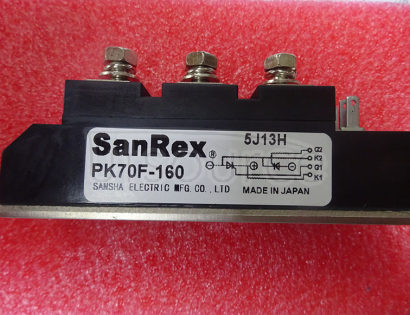 SanRex® 5J13H
PK70F-160
SANSHA ELECTRIC MFG. CO., LTD MADE IN JAPAN
G2
K2
G1
K1